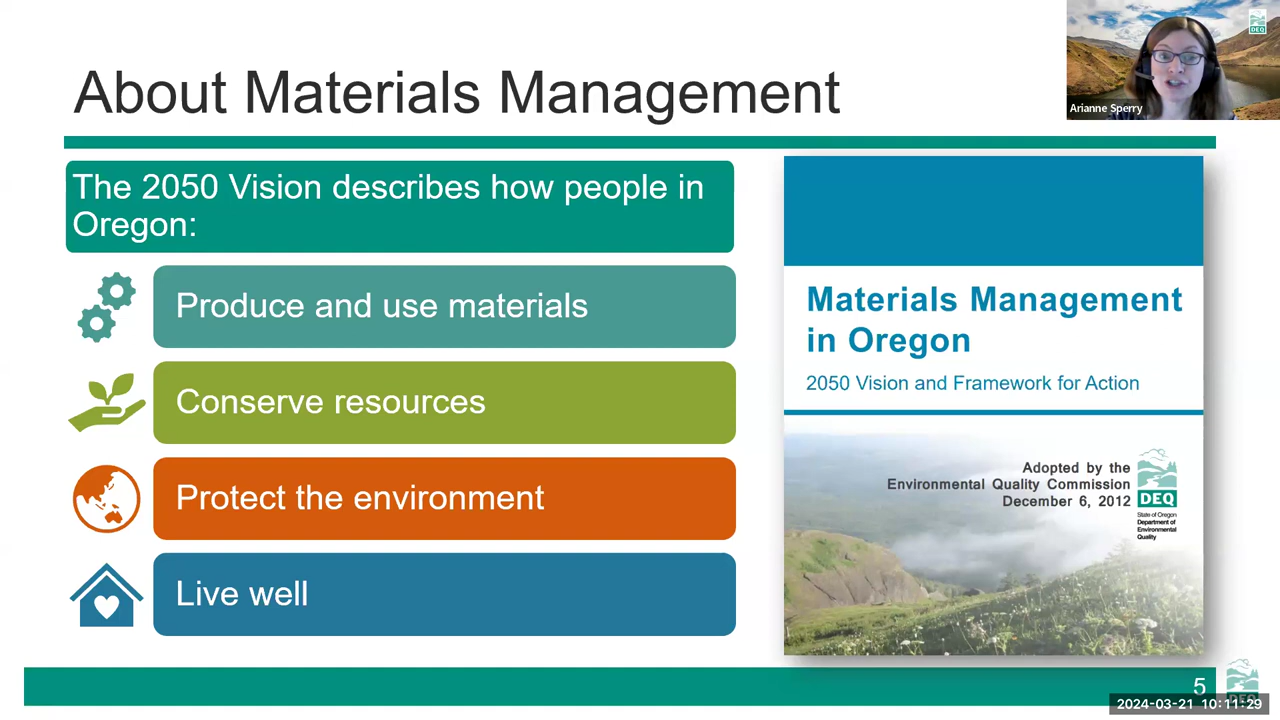 About Materials Management
DEQ
Arianne Sperry
The 2050 Vision describes how people in
Oregon:
Produce and use materials
Conserve resources
Protect the environment
Live well
Materials Management
in Oregon
2050 Vision and Framework for Action
Adopted by the
Environmental Quality Commission
December 6, 2012
DEQ
State of Oregon
Department of
Environmental
Quality
5
DEQ
2024-03-21 10:11:29